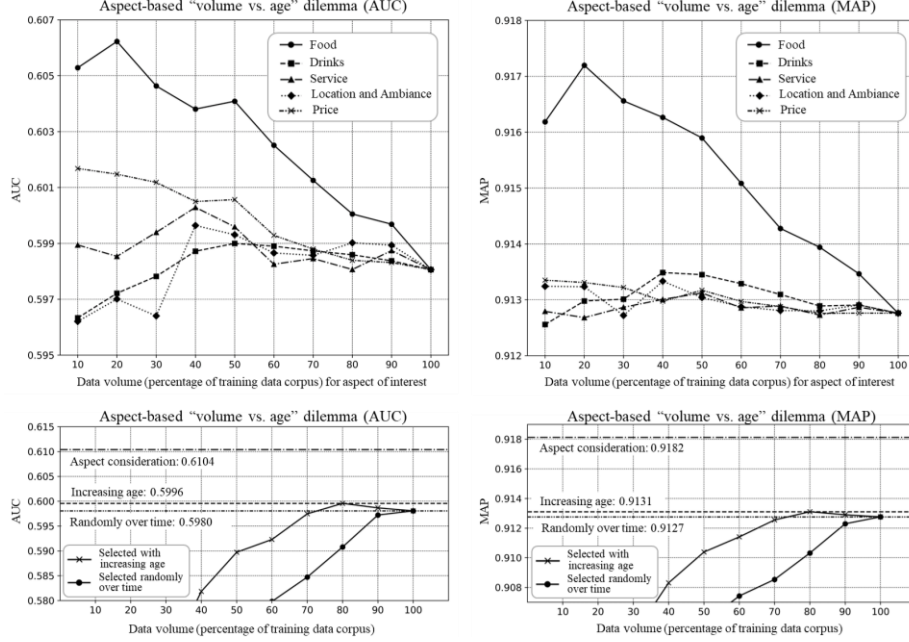 Aspect-based “volume vs. age” dilemma (AUC)
0.607
0.605
0.603
0.601
0.599
0.597
0.595
AUC
Food
Drinks
Service
Location and Ambiance
Price
10 20 30 40 50 60 70 80 90 100
Data volume (percentage of training data corpus) for aspect of interest
Aspect-based “volume vs. age” dilemma (MAP)
0.918
0.917
0.916
0.915
0.914
0.913
0.912
MAP
Food
Drinks
Service
Location and Ambiance
Price
10 20 30 40 50 60 70 80 90 100
Data volume (percentage of training data corpus) for aspect of interest
Aspect-based “volume vs. age” dilemma (AUC)
0.615
0.610
0.605
0.600
0.595
0.590
0.585
0.580
AUC
Aspect consideration: 0.6104
Increasing age: 0.5996
Randomly over time: 0.5980
Selected with
increasing age
Selected randomly
over time
10 20 30 40 50 60 70 80 90 100
Data volume (percentage of training data corpus)
Aspect-based “volume vs. age” dilemma (MAP)
0.918
0.916
0.914
0.912
0.910
0.908
MAP
Aspect consideration: 0.9182
Increasing age: 0.9131
Randomly over time: 0.9127
Selected with
increasing age
Selected randomly
over time
10 20 30 40 50 60 70 80 90 100
Data volume (percentage of training data corpus)